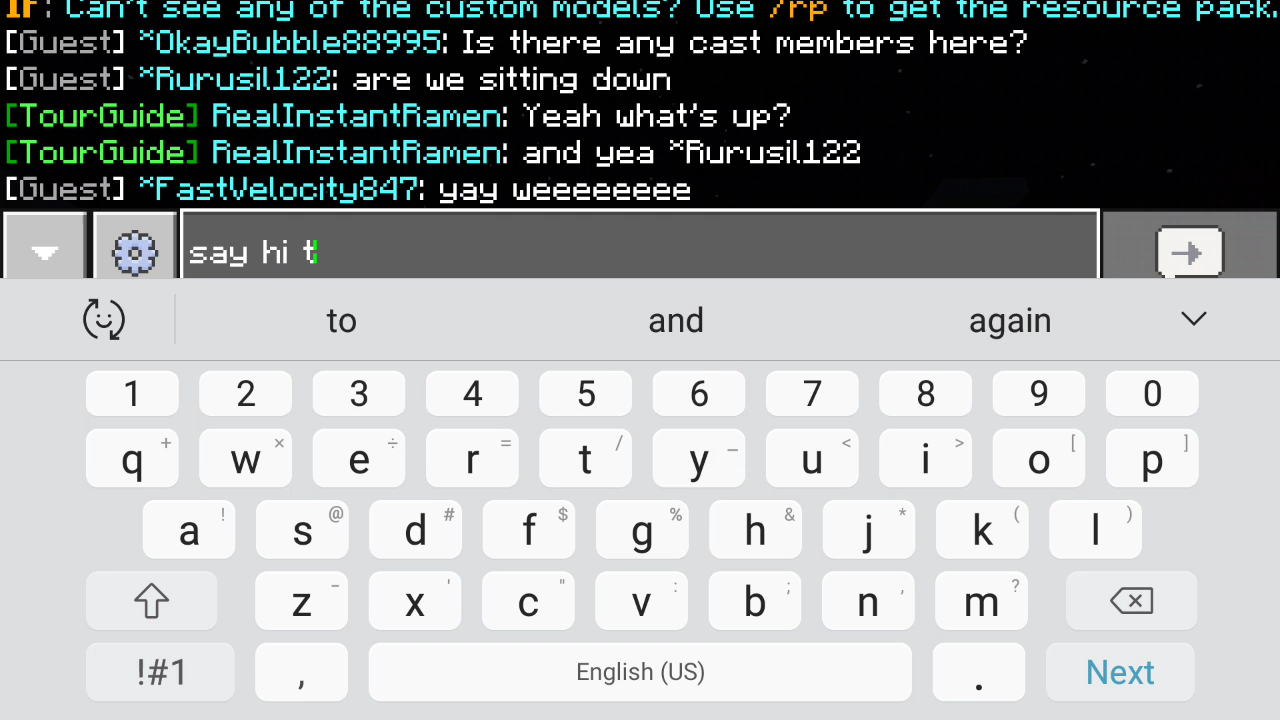 IF: Can't see any of the custom models? Use /rp to get the resource pack.
[Guest] *OkayBubble88995: Is there any cast members here?
[Guest] *Rurusil122: are we sitting down
[TourGuide] RealInstantRamen: Yeah what's up?
[TourGuide] RealInstantRamen: and yea *Rurusil122
[Guest] *FastVelocity847: yay weeeeeeee
say hi t
to and again
1 2 3 4 5 6 7 8 9 0
q + w × e ÷ r = t / y _ u < i > o [ p ]
a ! s @ d # f $ g % h & j * k ( l )
z - x ' c " v : b ; n , m ?
!#1 , English (US) . Next